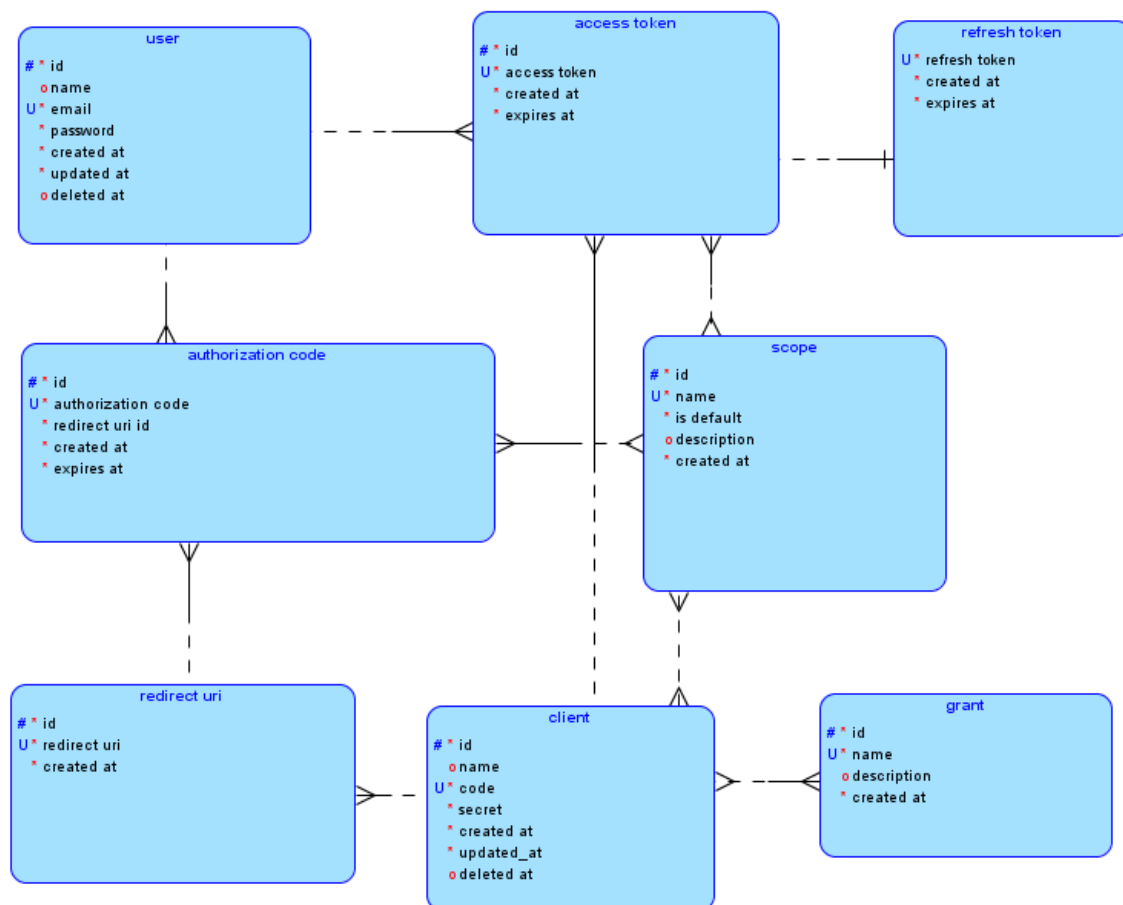 user
# * id
o name
U * email
* password
* created at
* updated at
o deleted at
access token
# * id
U * access token
* created at
* expires at
refresh token
U * refresh token
* created at
* expires at
authorization code
# * id
U * authorization code
* redirect uri id
* created at
* expires at
scope
# * id
U * name
* is default
o description
* created at
redirect uri
# * id
U * redirect uri
* created at
client
# * id
o name
U * code
* secret
* created at
* updated_at
o deleted at
grant
# * id
U * name
o description
* created at